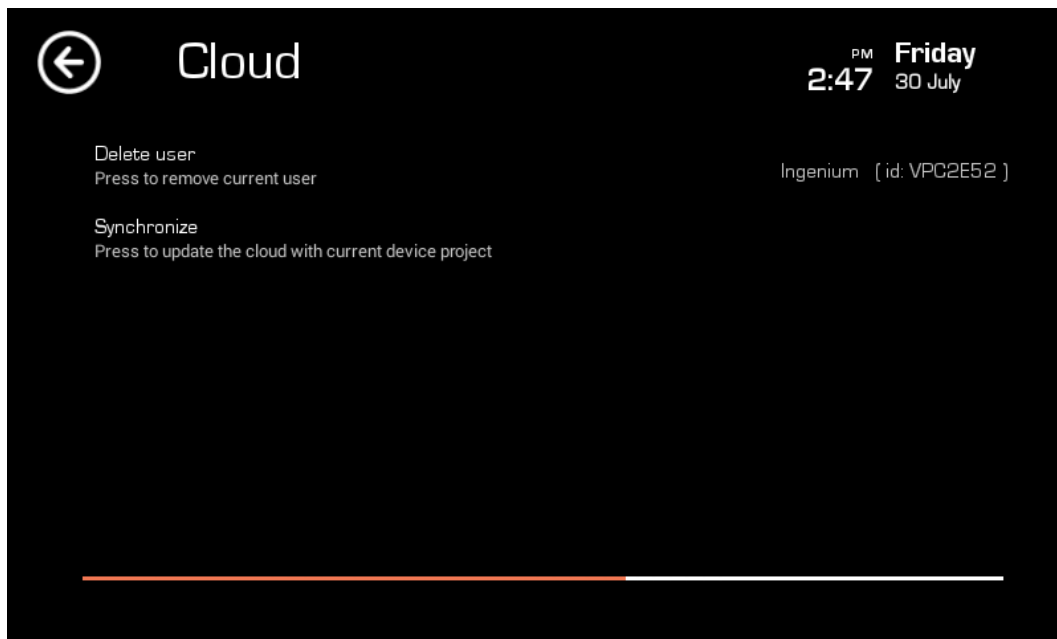 Cloud
PM
2:47
Friday
30 July
Delete user
Press to remove current user
Ingenium ( id: VPC2E52 )
Synchronize
Press to update the cloud with current device project